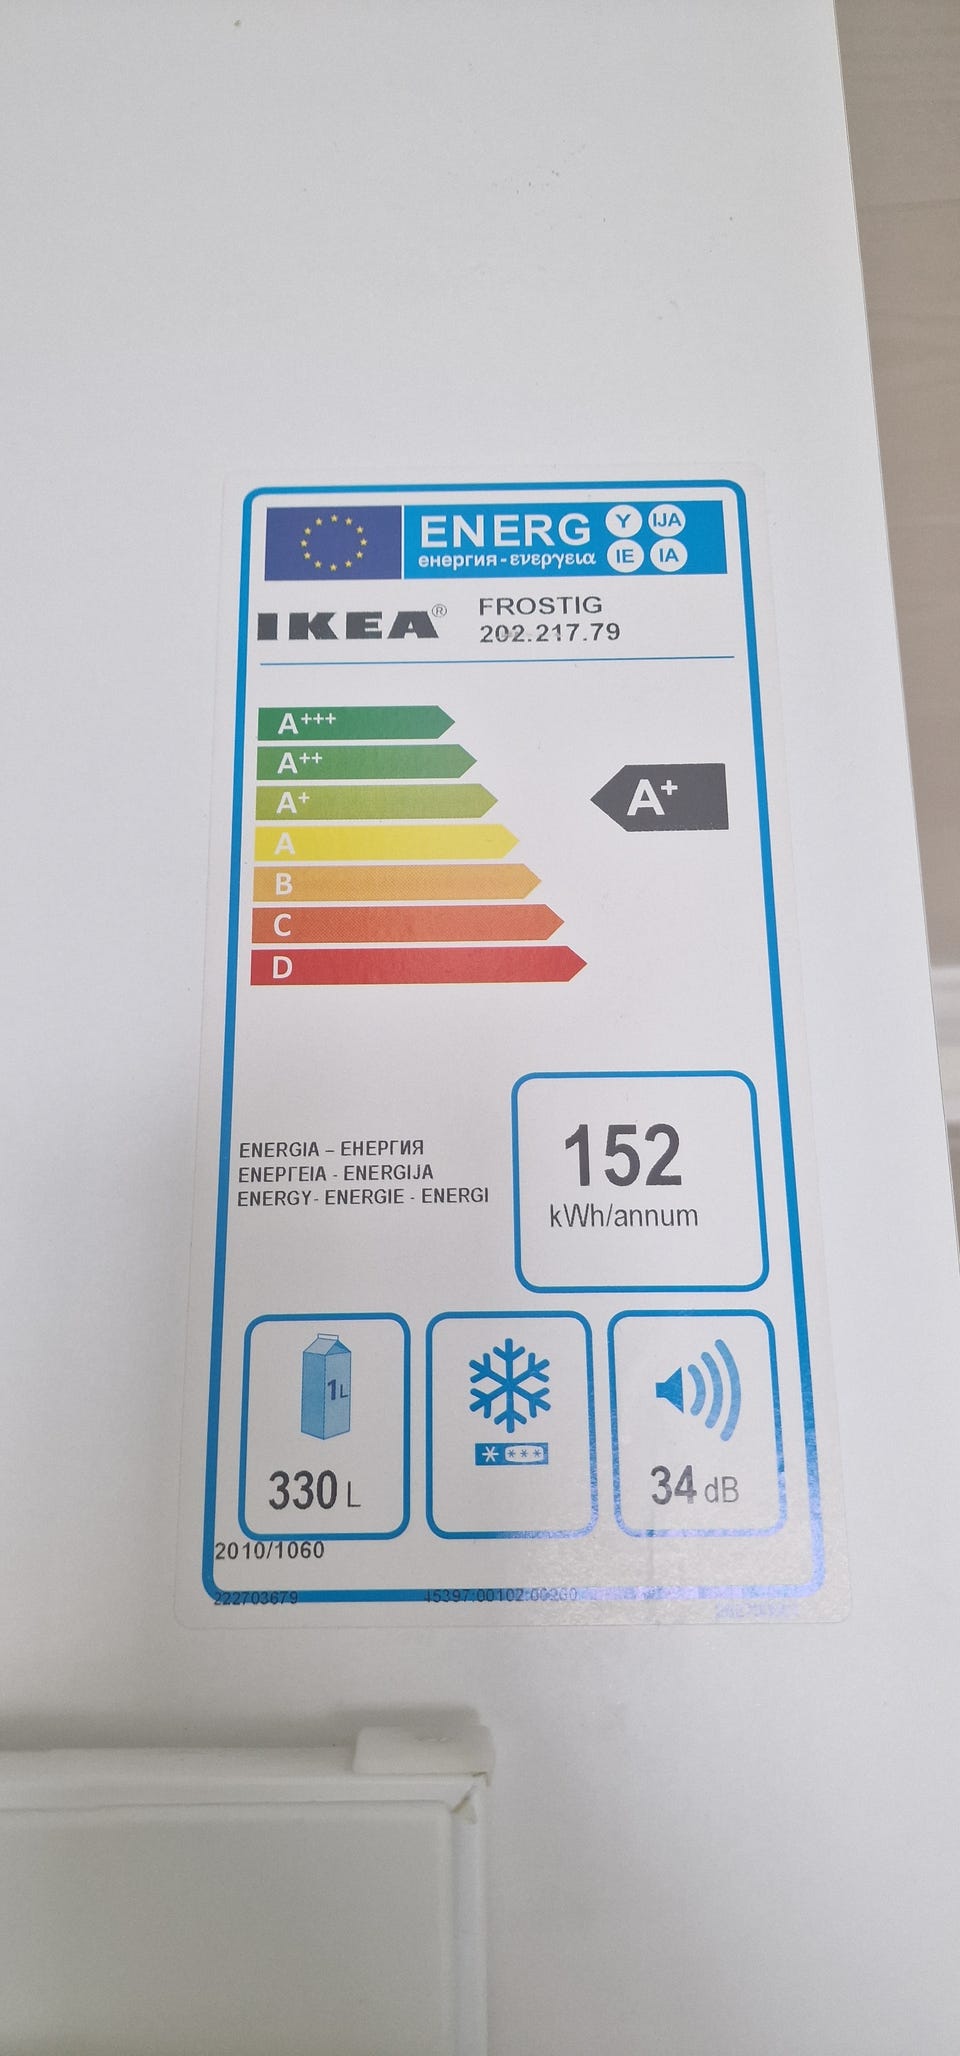 ENERG Y IJA
енергия - ενεργεια IE IA
IKEA® FROSTIG
202.217.79
A+++
A++
A+
A+
A
B
C
D
ENERGIA – ЕНЕРГИЯ
ΕΝΕΡΓΕΙΑ - ENERGIJA
ENERGY - ENERGIE - ENERGI
152
kWh/annum
1L
330 L
34 dB
2010/1060
222703679